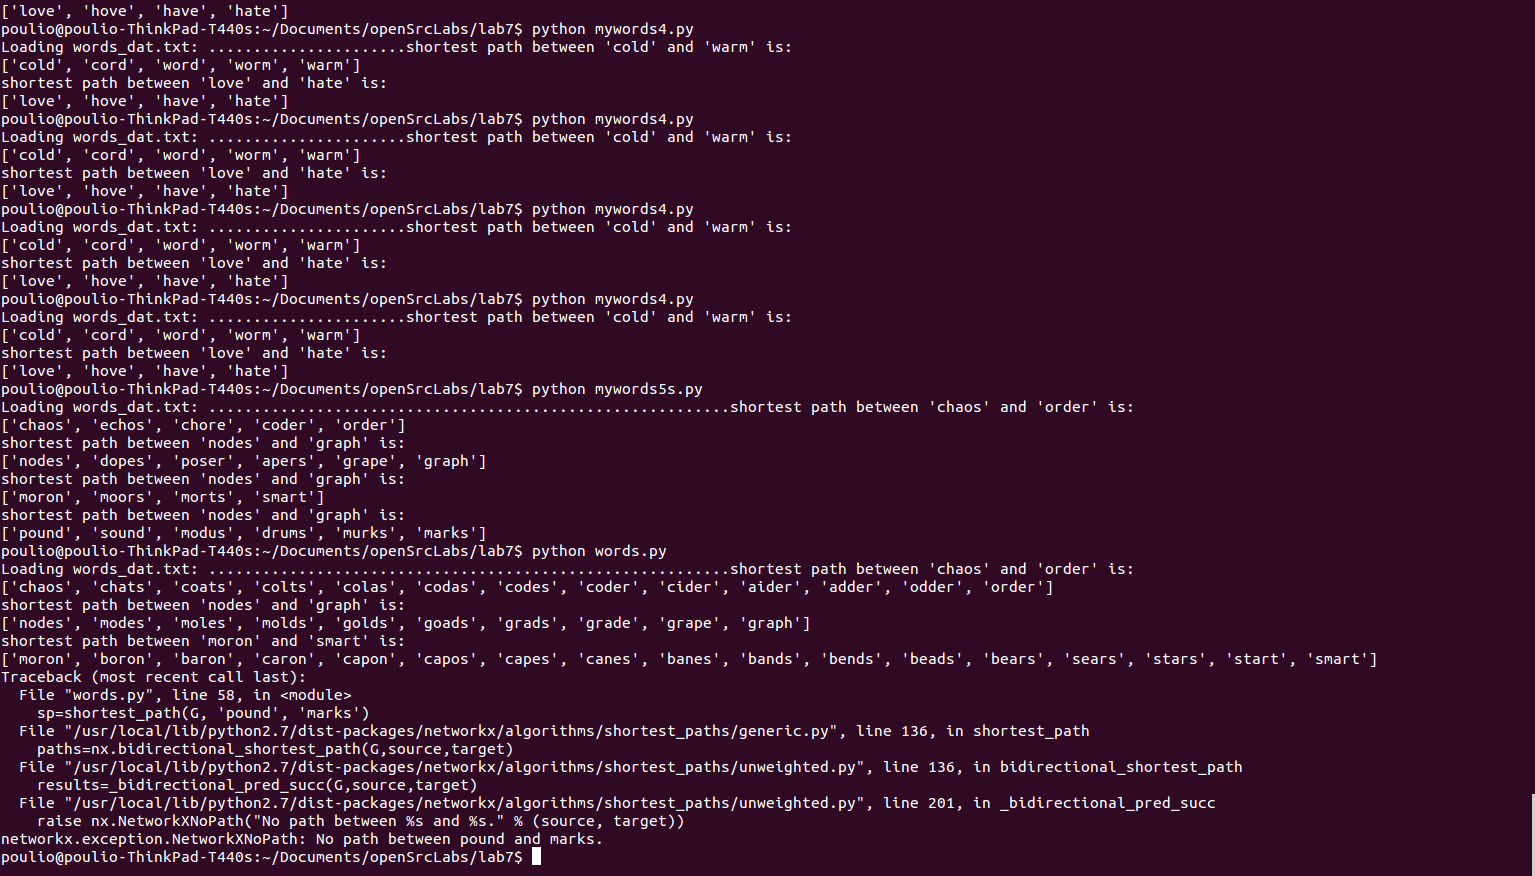 ['love', 'hove', 'have', 'hate']
poulio@poulio-ThinkPad-T440s:~/Documents/openSrcLabs/lab7$ python mywords4.py
Loading words_dat.txt: ......................shortest path between 'cold' and 'warm' is:
['cold', 'cord', 'word', 'worm', 'warm']
shortest path between 'love' and 'hate' is:
['love', 'hove', 'have', 'hate']
poulio@poulio-ThinkPad-T440s:~/Documents/openSrcLabs/lab7$ python mywords4.py
Loading words_dat.txt: ......................shortest path between 'cold' and 'warm' is:
['cold', 'cord', 'word', 'worm', 'warm']
shortest path between 'love' and 'hate' is:
['love', 'hove', 'have', 'hate']
poulio@poulio-ThinkPad-T440s:~/Documents/openSrcLabs/lab7$ python mywords4.py
Loading words_dat.txt: ......................shortest path between 'cold' and 'warm' is:
['cold', 'cord', 'word', 'worm', 'warm']
shortest path between 'love' and 'hate' is:
['love', 'hove', 'have', 'hate']
poulio@poulio-ThinkPad-T440s:~/Documents/openSrcLabs/lab7$ python mywords4.py
Loading words_dat.txt: ......................shortest path between 'cold' and 'warm' is:
['cold', 'cord', 'word', 'worm', 'warm']
shortest path between 'love' and 'hate' is:
['love', 'hove', 'have', 'hate']
poulio@poulio-ThinkPad-T440s:~/Documents/openSrcLabs/lab7$ python mywords5s.py
Loading words_dat.txt: ..........................................................shortest path between 'chaos' and 'order' is:
['chaos', 'echos', 'chore', 'coder', 'order']
shortest path between 'nodes' and 'graph' is:
['nodes', 'dopes', 'poser', 'apers', 'grape', 'graph']
shortest path between 'nodes' and 'graph' is:
['moron', 'moors', 'morts', 'smart']
shortest path between 'nodes' and 'graph' is:
['pound', 'sound', 'modus', 'drums', 'murks', 'marks']
poulio@poulio-ThinkPad-T440s:~/Documents/openSrcLabs/lab7$ python words.py
Loading words_dat.txt: ..........................................................shortest path between 'chaos' and 'order' is:
['chaos', 'chats', 'coats', 'colts', 'colas', 'codas', 'codes', 'coder', 'cider', 'aider', 'adder', 'odder', 'order']
shortest path between 'nodes' and 'graph' is:
['nodes', 'modes', 'moles', 'molds', 'golds', 'goads', 'grads', 'grade', 'grape', 'graph']
shortest path between 'moron' and 'smart' is:
['moron', 'boron', 'baron', 'caron', 'capon', 'capos', 'capes', 'canes', 'banes', 'bands', 'bends', 'beads', 'bears', 'sears', 'stars', 'start', 'smart']
Traceback (most recent call last):
  File "words.py", line 58, in <module>
    sp=shortest_path(G, 'pound', 'marks')
  File "/usr/local/lib/python2.7/dist-packages/networkx/algorithms/shortest_paths/generic.py", line 136, in shortest_path
    paths=nx.bidirectional_shortest_path(G,source,target)
  File "/usr/local/lib/python2.7/dist-packages/networkx/algorithms/shortest_paths/unweighted.py", line 136, in bidirectional_shortest_path
    results=_bidirectional_pred_succ(G,source,target)
  File "/usr/local/lib/python2.7/dist-packages/networkx/algorithms/shortest_paths/unweighted.py", line 201, in _bidirectional_pred_succ
    raise nx.NetworkXNoPath("No path between %s and %s." % (source, target))
networkx.exception.NetworkXNoPath: No path between pound and marks.
poulio@poulio-ThinkPad-T440s:~/Documents/openSrcLabs/lab7$